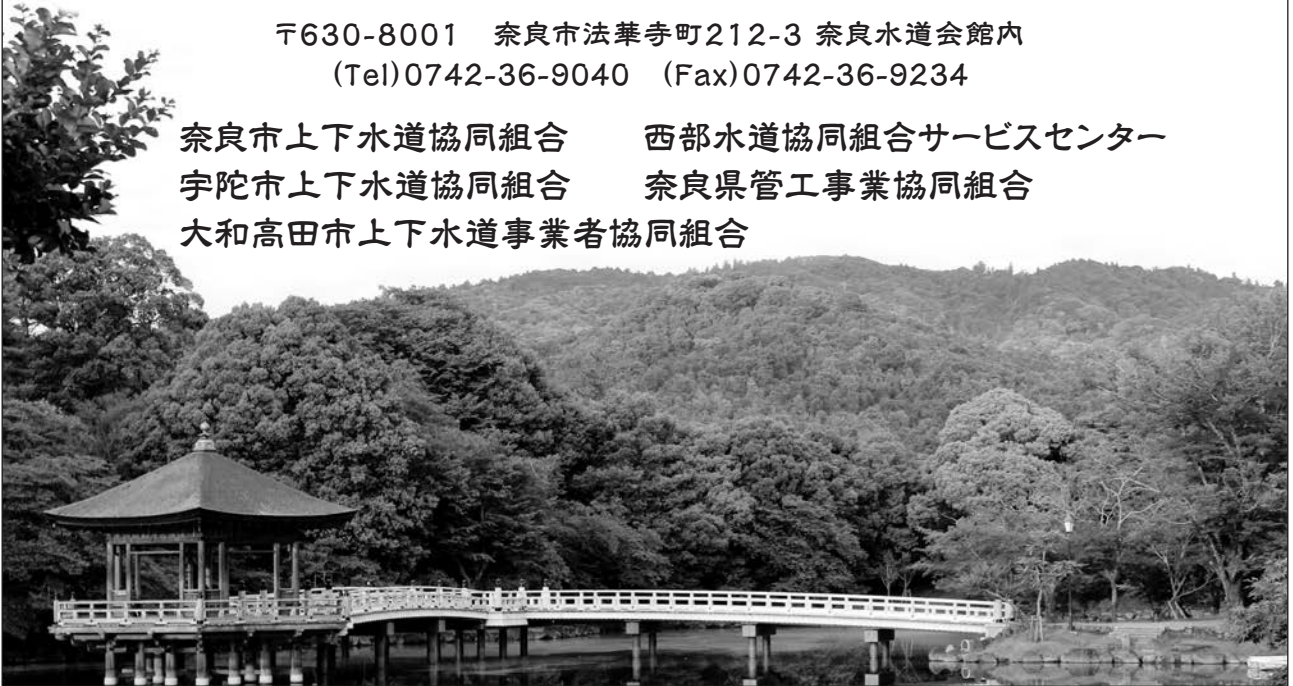 〒630-8001　奈良市法華寺町212-3 奈良水道会館内
(Tel)0742-36-9040　(Fax)0742-36-9234
奈良市上下水道協同組合　　西部水道協同組合サービスセンター
宇陀市上下水道協同組合　　奈良県管工事業協同組合
大和高田市上下水道事業者協同組合